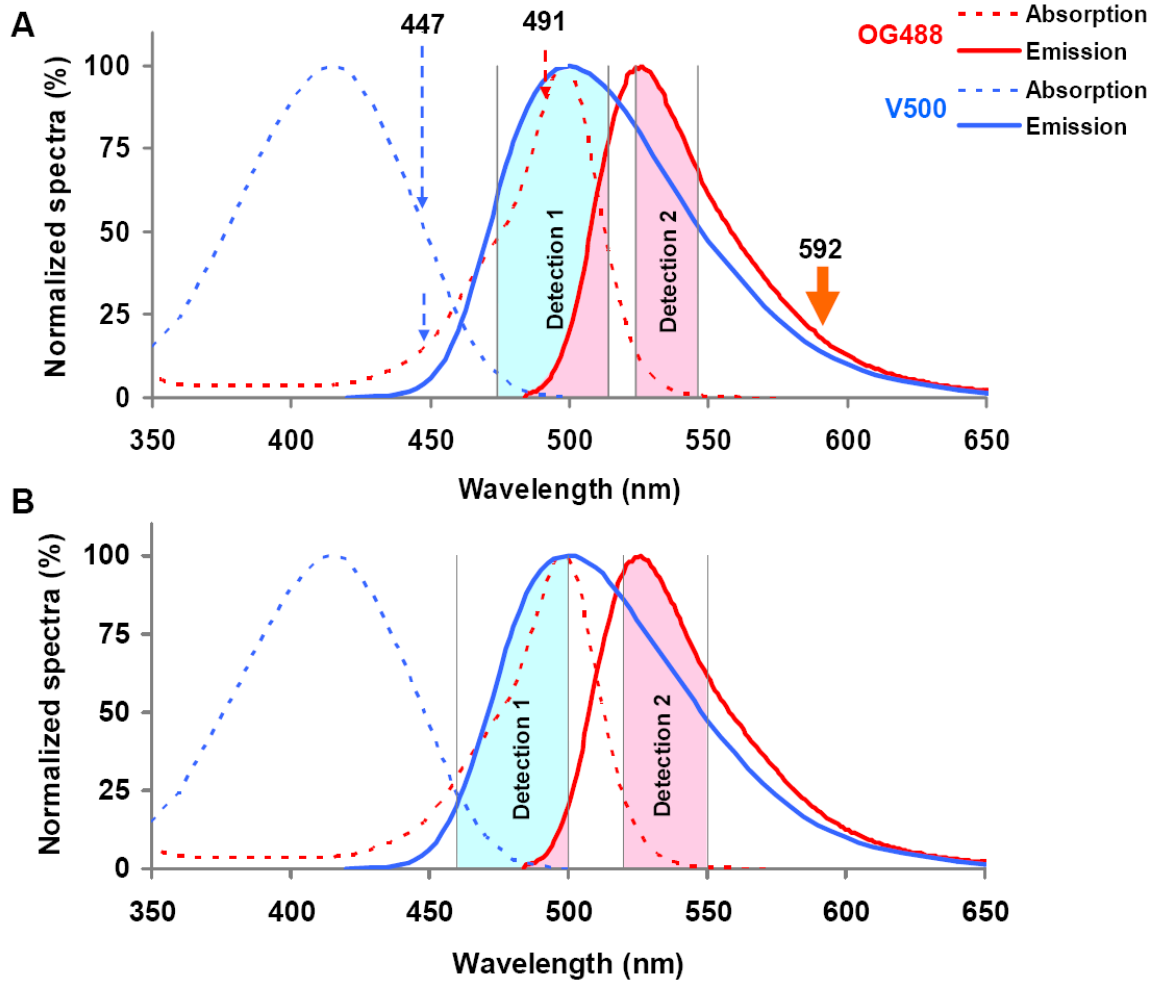 A
447
491
OG488
Absorption
Emission
V500
Absorption
Emission
Normalized spectra (%)
100
75
50
25
0
Detection 1
Detection 2
592
350 400 450 500 550 600 650
Wavelength (nm)
B
Normalized spectra (%)
100
75
50
25
0
Detection 1
Detection 2
350 400 450 500 550 600 650
Wavelength (nm)